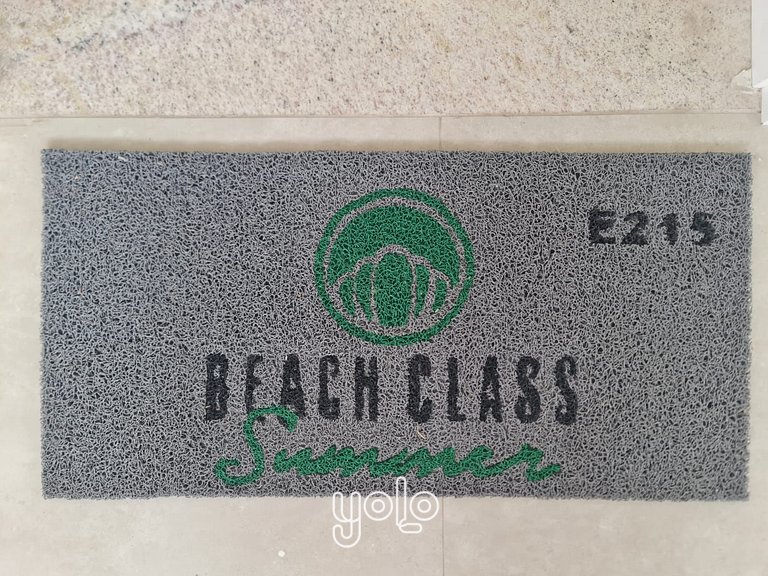 E215
BEACH CLASS
Summer
yolo